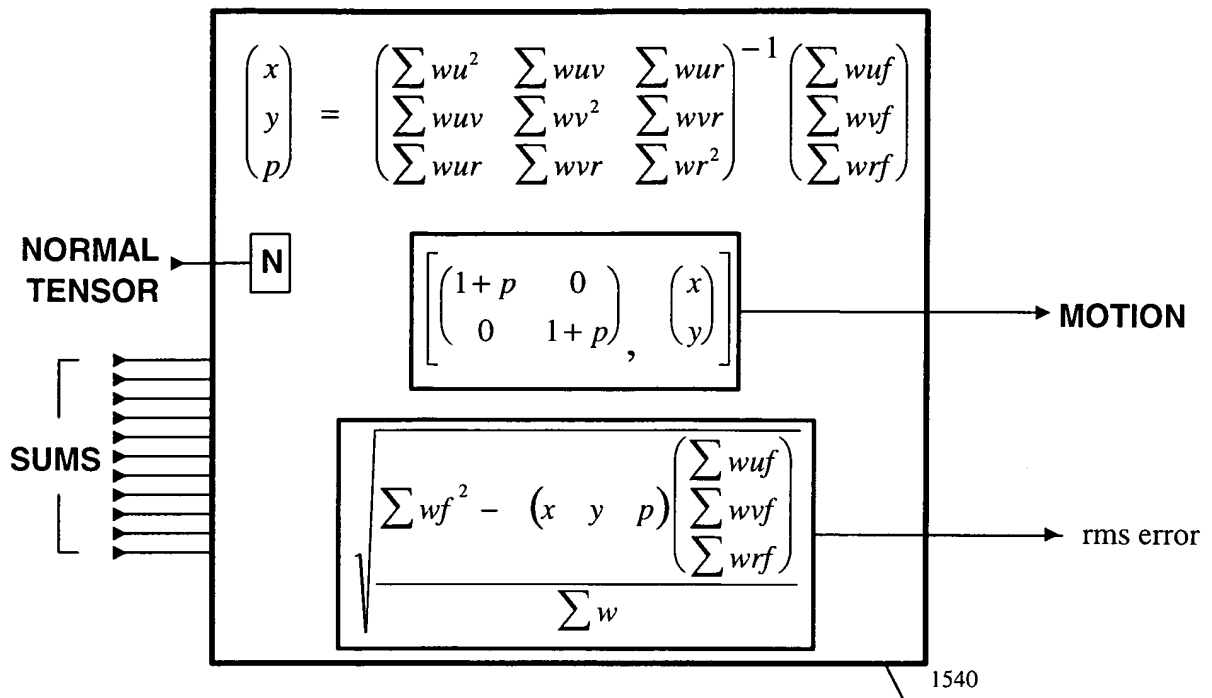 (x y p) = (∑wu² ∑wuv ∑wur
∑wuv ∑wv² ∑wvr
∑wur ∑wvr ∑wr²)⁻¹ (∑wuf ∑wvf ∑wrf)
NORMAL
TENSOR
N
[(1+p 0
0 1+p), (x y)]
MOTION
SUMS
√((∑wf² − (x y p)(∑wuf ∑wvf ∑wrf)) / ∑w)
rms error
1540